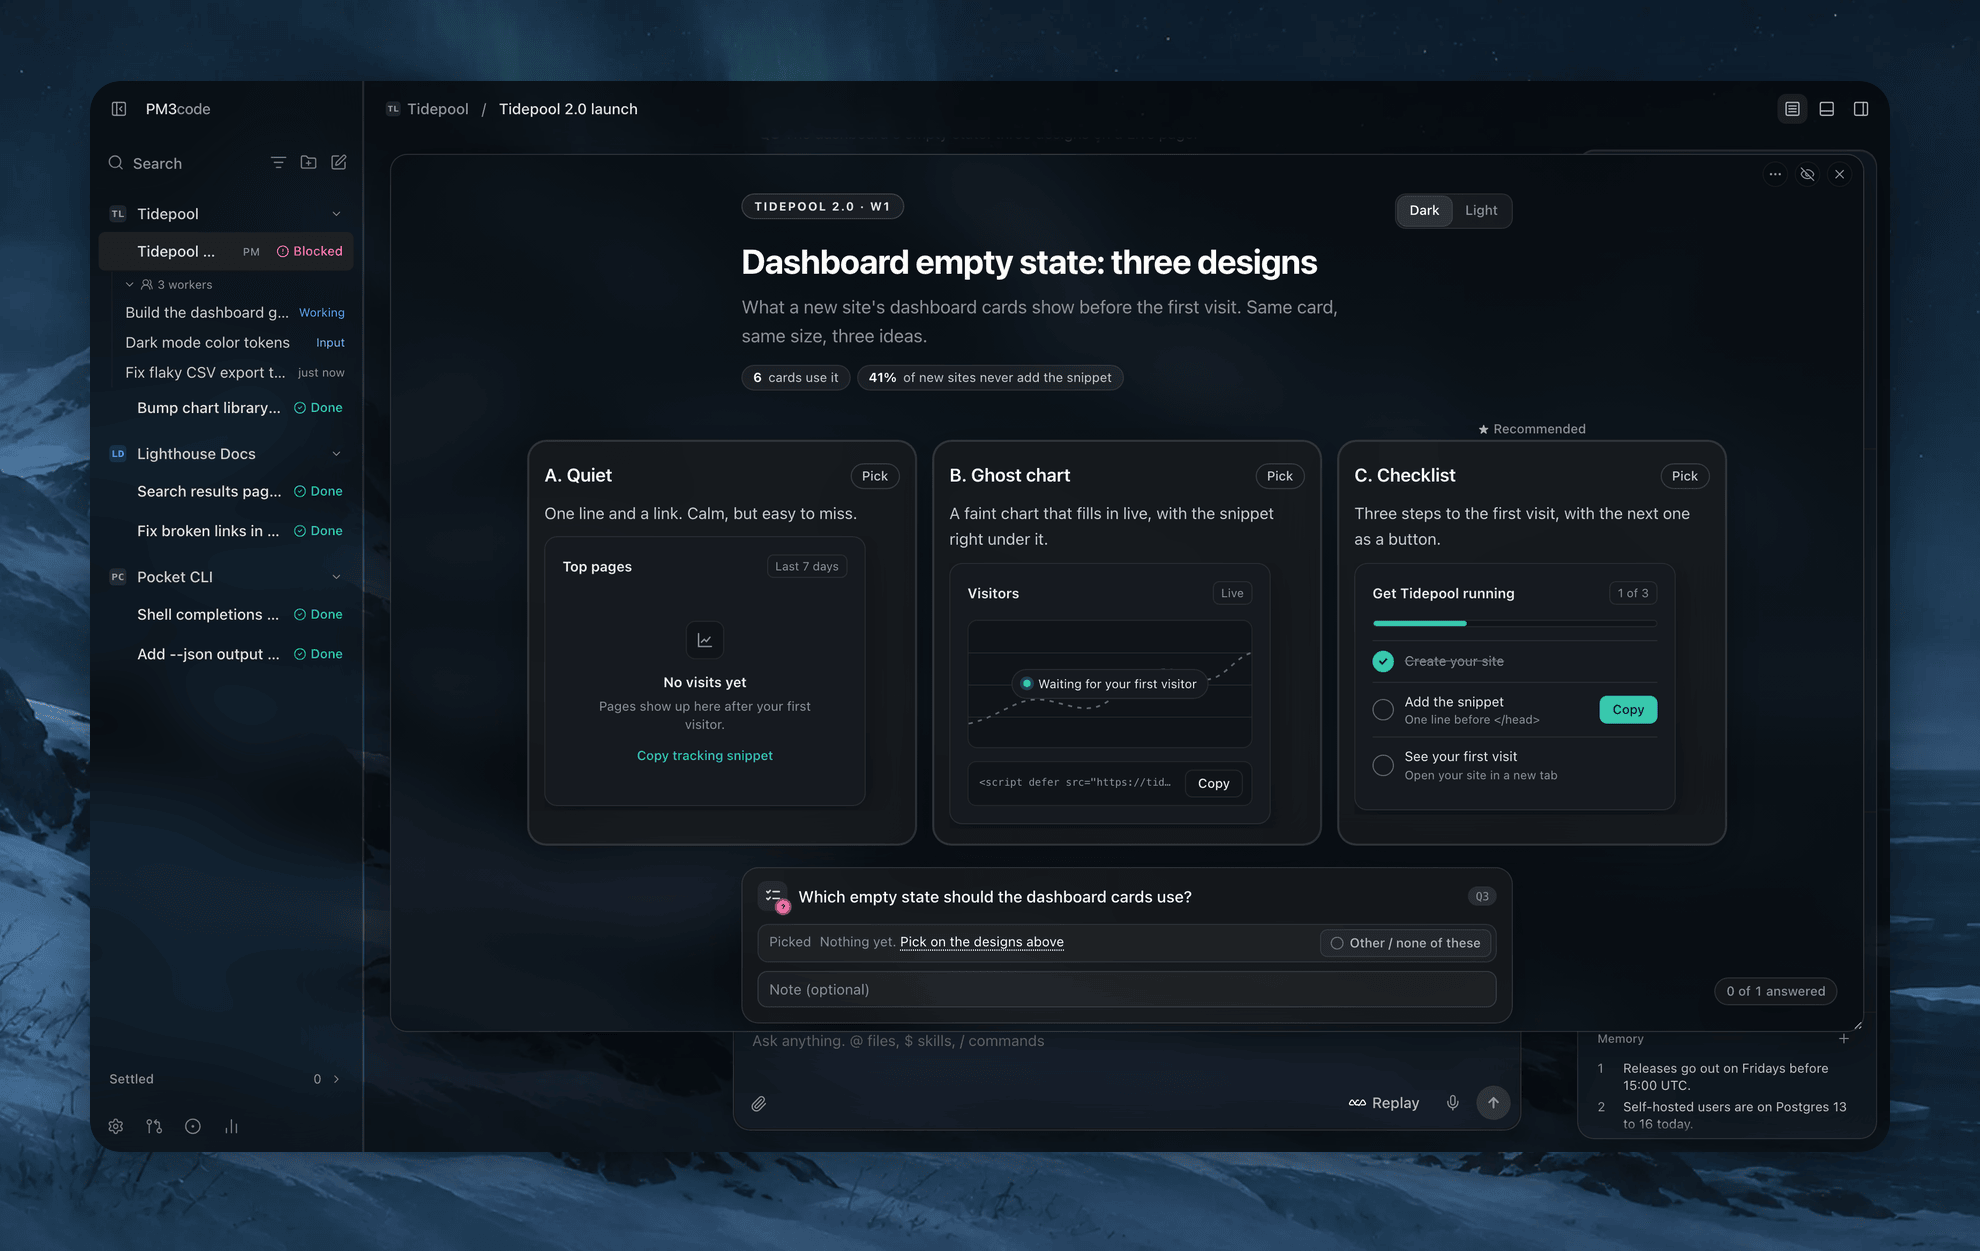 PM3code
Search
TL Tidepool
Tidepool ... PM Blocked
3 workers
Build the dashboard g... Working
Dark mode color tokens Input
Fix flaky CSV export t... just now
Bump chart library... Done
LD Lighthouse Docs
Search results pag... Done
Fix broken links in ... Done
PC Pocket CLI
Shell completions ... Done
Add --json output ... Done
Settled 0
TL Tidepool / Tidepool 2.0 launch
TIDEPOOL 2.0 · W1
Dark Light
Dashboard empty state: three designs
What a new site's dashboard cards show before the first visit. Same card,
same size, three ideas.
6 cards use it 41% of new sites never add the snippet
A. Quiet Pick
One line and a link. Calm, but easy to miss.
Top pages Last 7 days
No visits yet
Pages show up here after your first
visitor.
Copy tracking snippet
B. Ghost chart Pick
A faint chart that fills in live, with the snippet
right under it.
Visitors Live
Waiting for your first visitor
<script defer src="https://tid… Copy
★ Recommended
C. Checklist Pick
Three steps to the first visit, with the next one
as a button.
Get Tidepool running 1 of 3
Create your site
Add the snippet
One line before </head>
Copy
See your first visit
Open your site in a new tab
Which empty state should the dashboard cards use? Q3
Picked Nothing yet. Pick on the designs above Other / none of these
Note (optional)
0 of 1 answered
Ask anything. @ files, $ skills, / commands
Replay
Memory
1 Releases go out on Fridays before
15:00 UTC.
2 Self-hosted users are on Postgres 13
to 16 today.